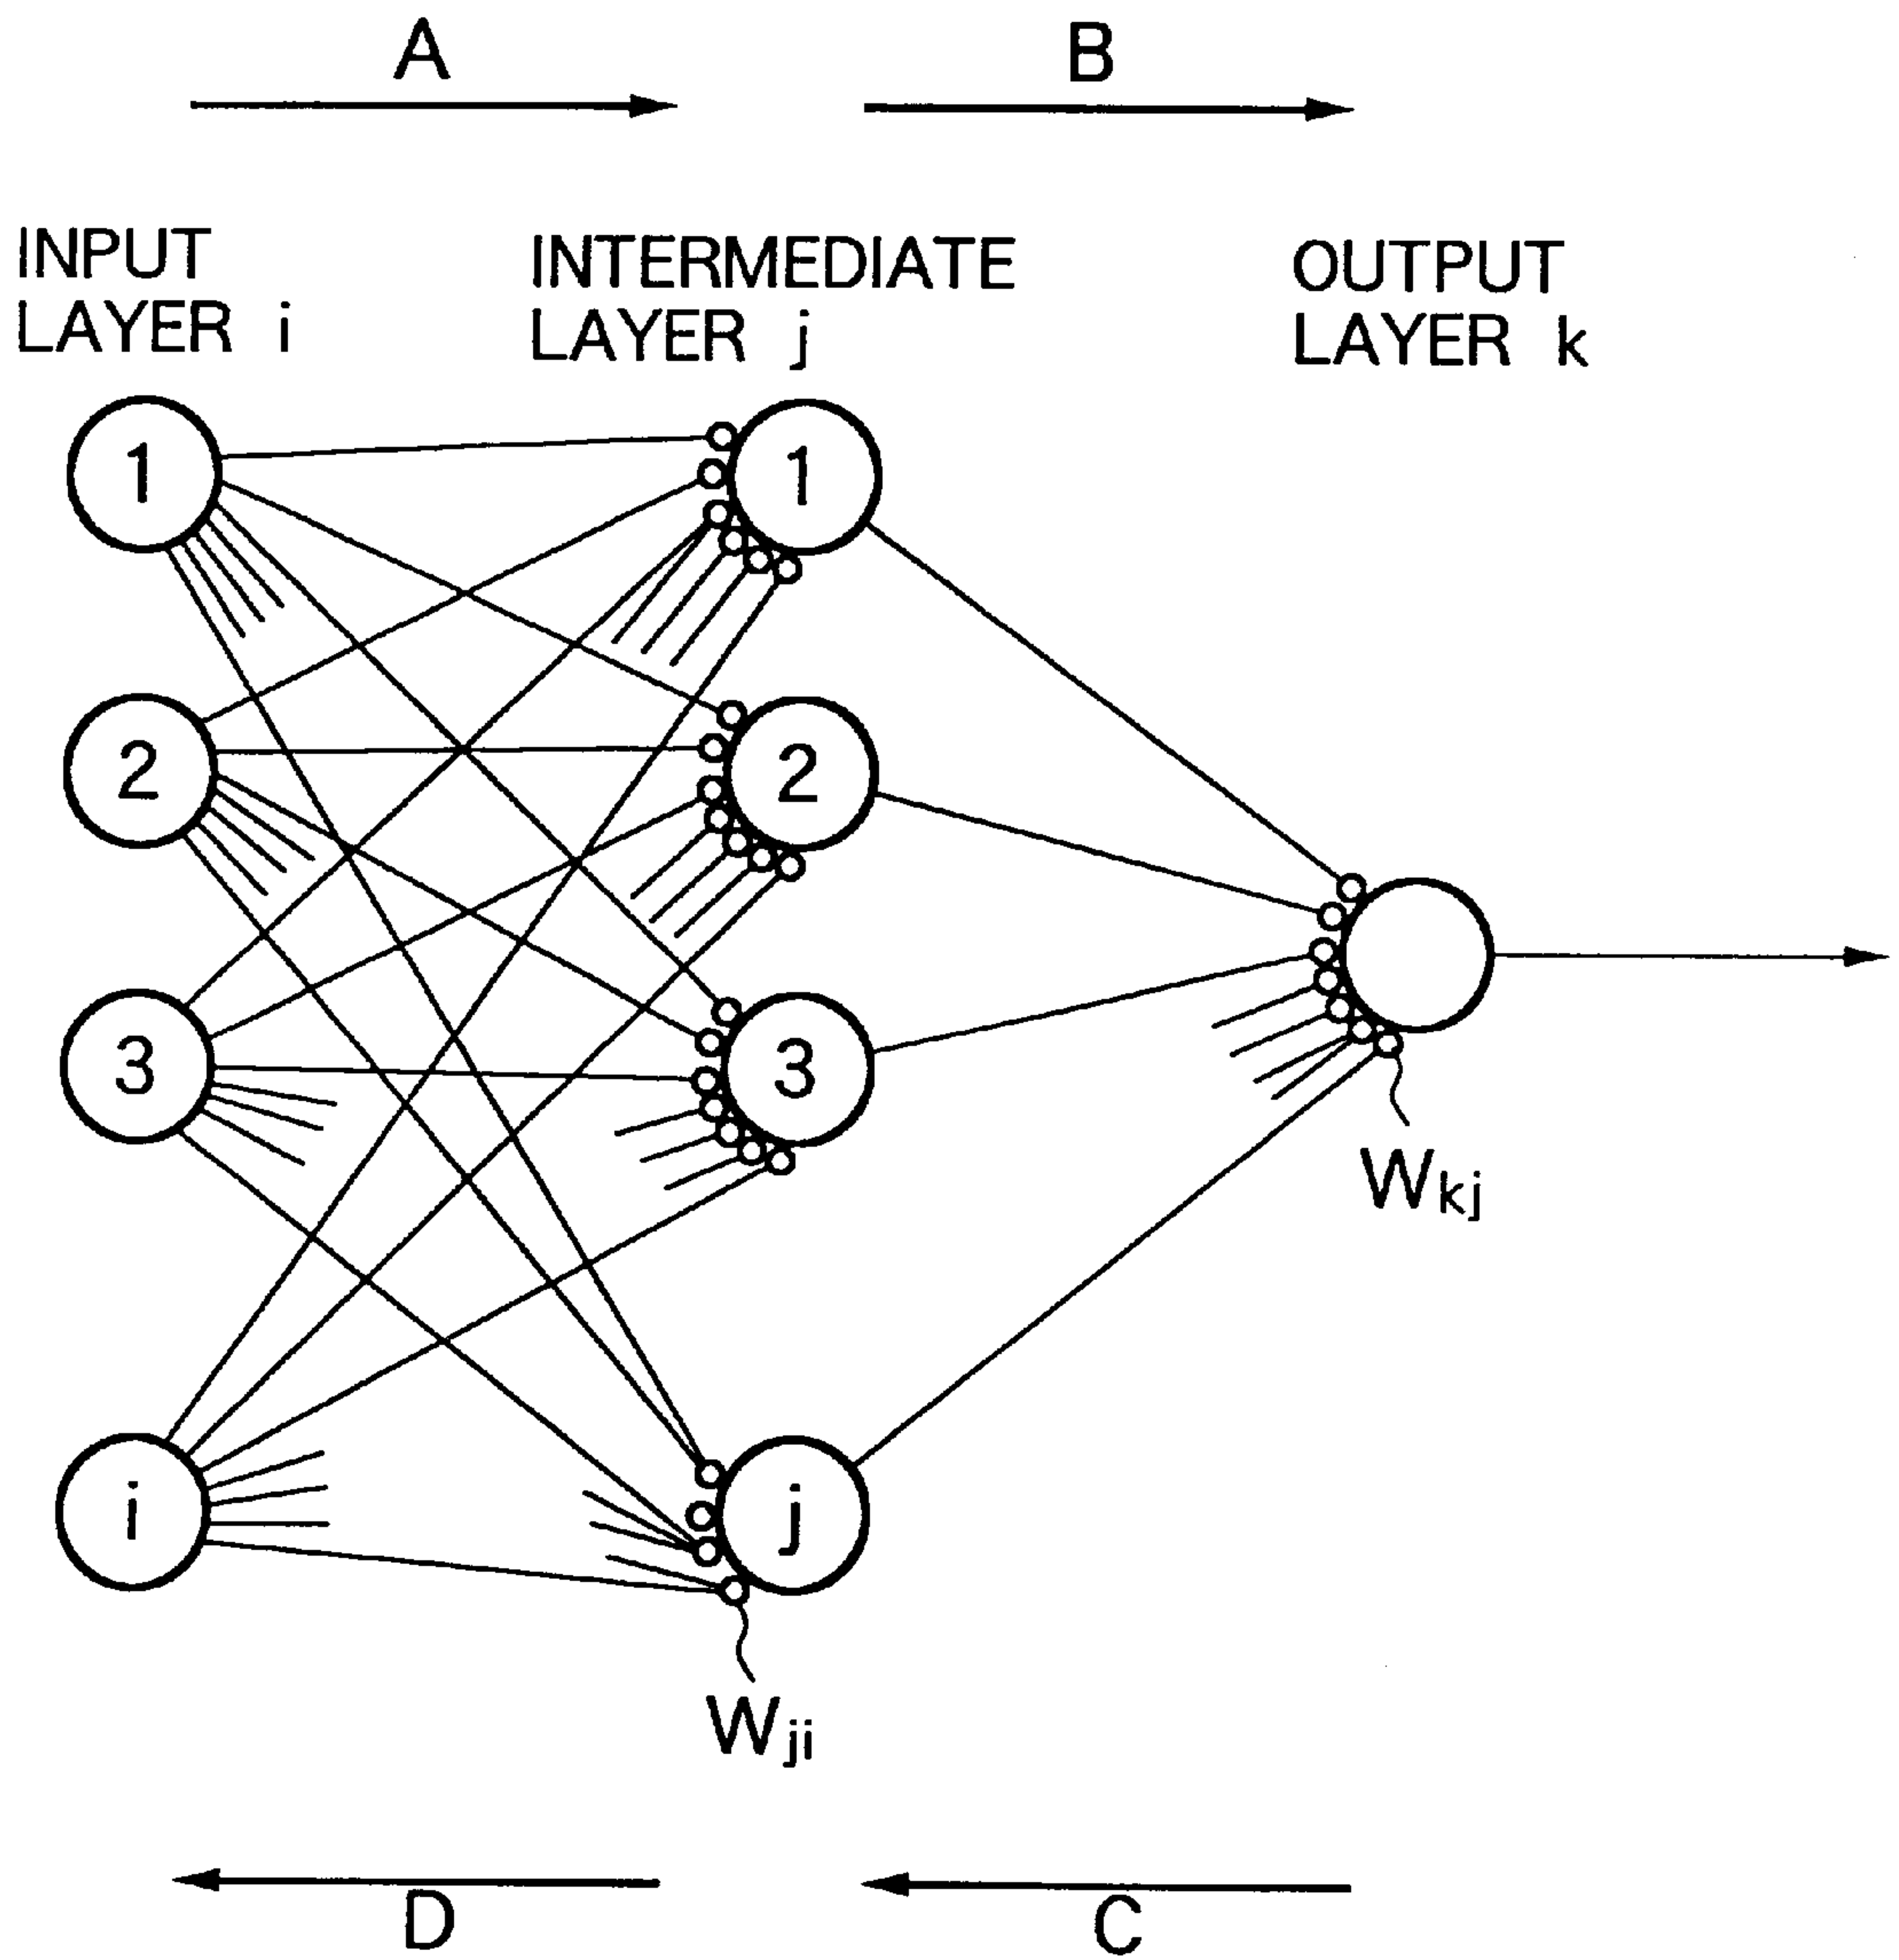 A
B
INPUT
LAYER i
INTERMEDIATE
LAYER j
OUTPUT
LAYER k
1
1
2
2
3
3
Wkj
i
j
Wji
D
C